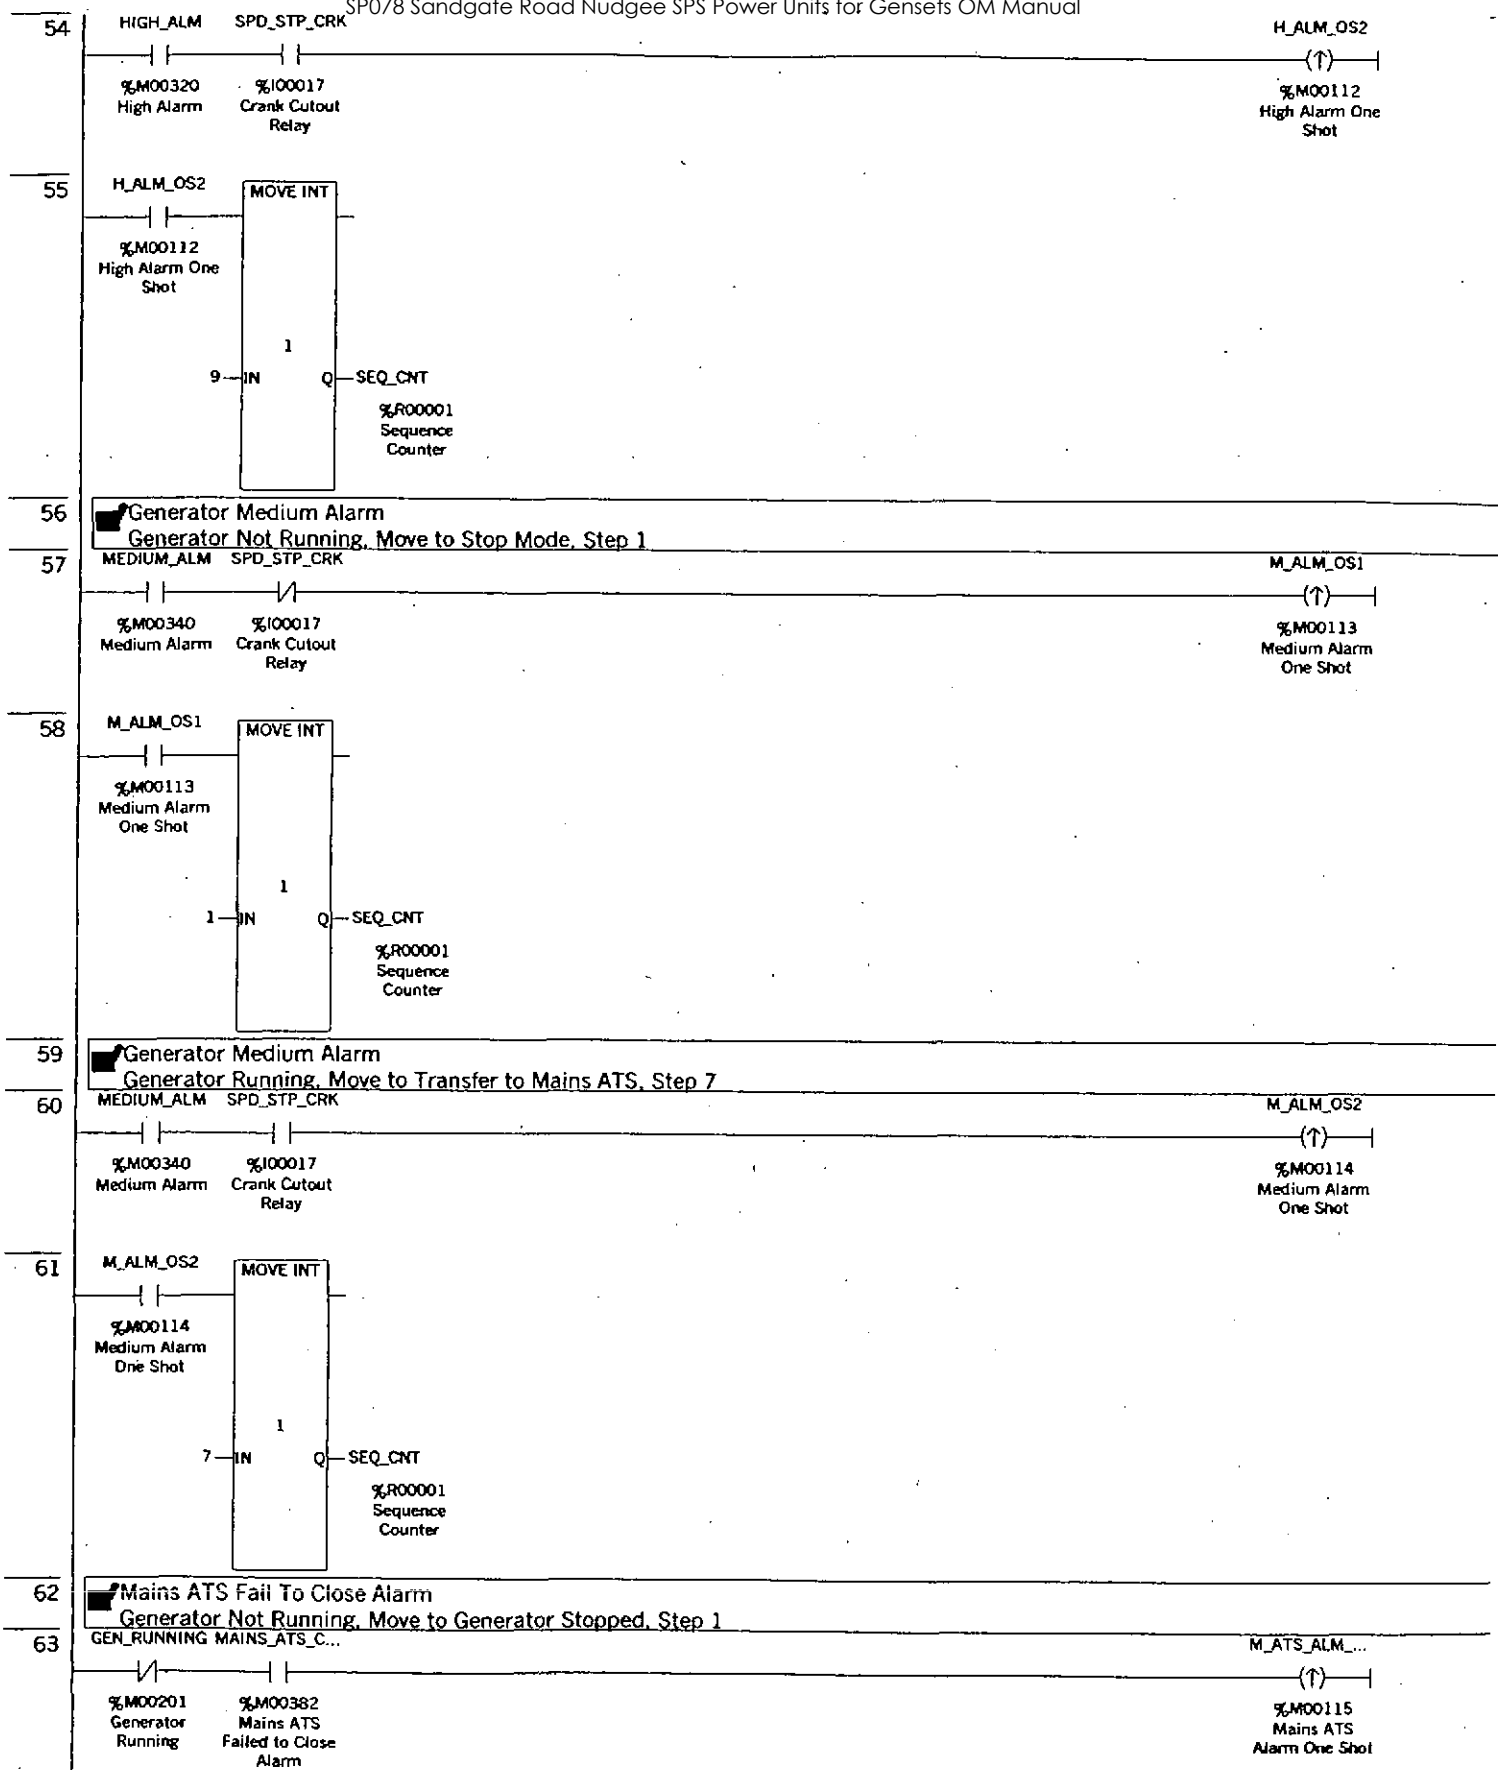 SP078 Sandgate Road Nudgee SPS Power Units for Gensets OM Manual
54
HIGH_ALM SPD_STP_CRK H_ALM_OS2
%M00320 %I00017 %M00112
High Alarm Crank Cutout High Alarm One
Relay Shot
55
H_ALM_OS2 MOVE INT
%M00112
High Alarm One
Shot
1
9 IN Q SEQ_CNT
%R00001
Sequence
Counter
56
Generator Medium Alarm
Generator Not Running, Move to Stop Mode, Step 1
57
MEDIUM_ALM SPD_STP_CRK M_ALM_OS1
%M00340 %I00017 %M00113
Medium Alarm Crank Cutout Medium Alarm
Relay One Shot
58
M_ALM_OS1 MOVE INT
%M00113
Medium Alarm
One Shot
1
1 IN Q SEQ_CNT
%R00001
Sequence
Counter
59
Generator Medium Alarm
Generator Running, Move to Transfer to Mains ATS, Step 7
60
MEDIUM_ALM SPD_STP_CRK M_ALM_OS2
%M00340 %I00017 %M00114
Medium Alarm Crank Cutout Medium Alarm
Relay One Shot
61
M_ALM_OS2 MOVE INT
%M00114
Medium Alarm
One Shot
1
7 IN Q SEQ_CNT
%R00001
Sequence
Counter
62
Mains ATS Fail To Close Alarm
Generator Not Running, Move to Generator Stopped, Step 1
63
GEN_RUNNING MAINS_ATS_C... M_ATS_ALM_...
%M00201 %M00382 %M00115
Generator Mains ATS Mains ATS
Running Failed to Close Alarm One Shot
Alarm